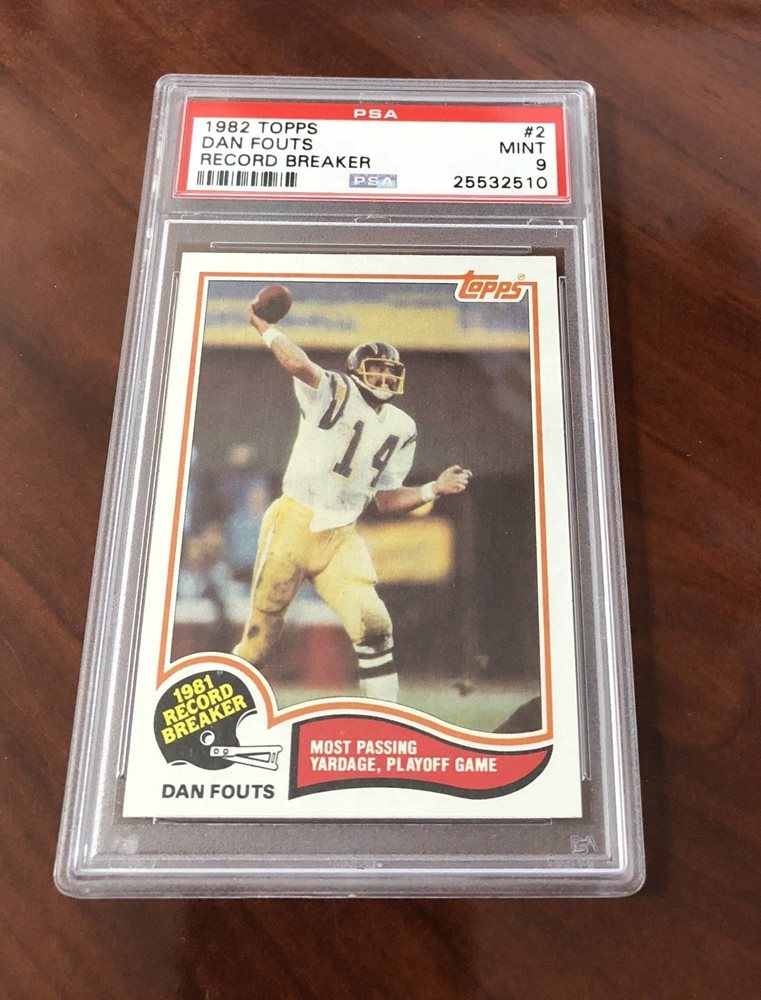 PSA
1982 TOPPS #2
DAN FOUTS MINT
RECORD BREAKER 9
PSA 25532510
topps®
14
1981
RECORD
BREAKER
MOST PASSING
YARDAGE, PLAYOFF GAME
DAN FOUTS
PSA